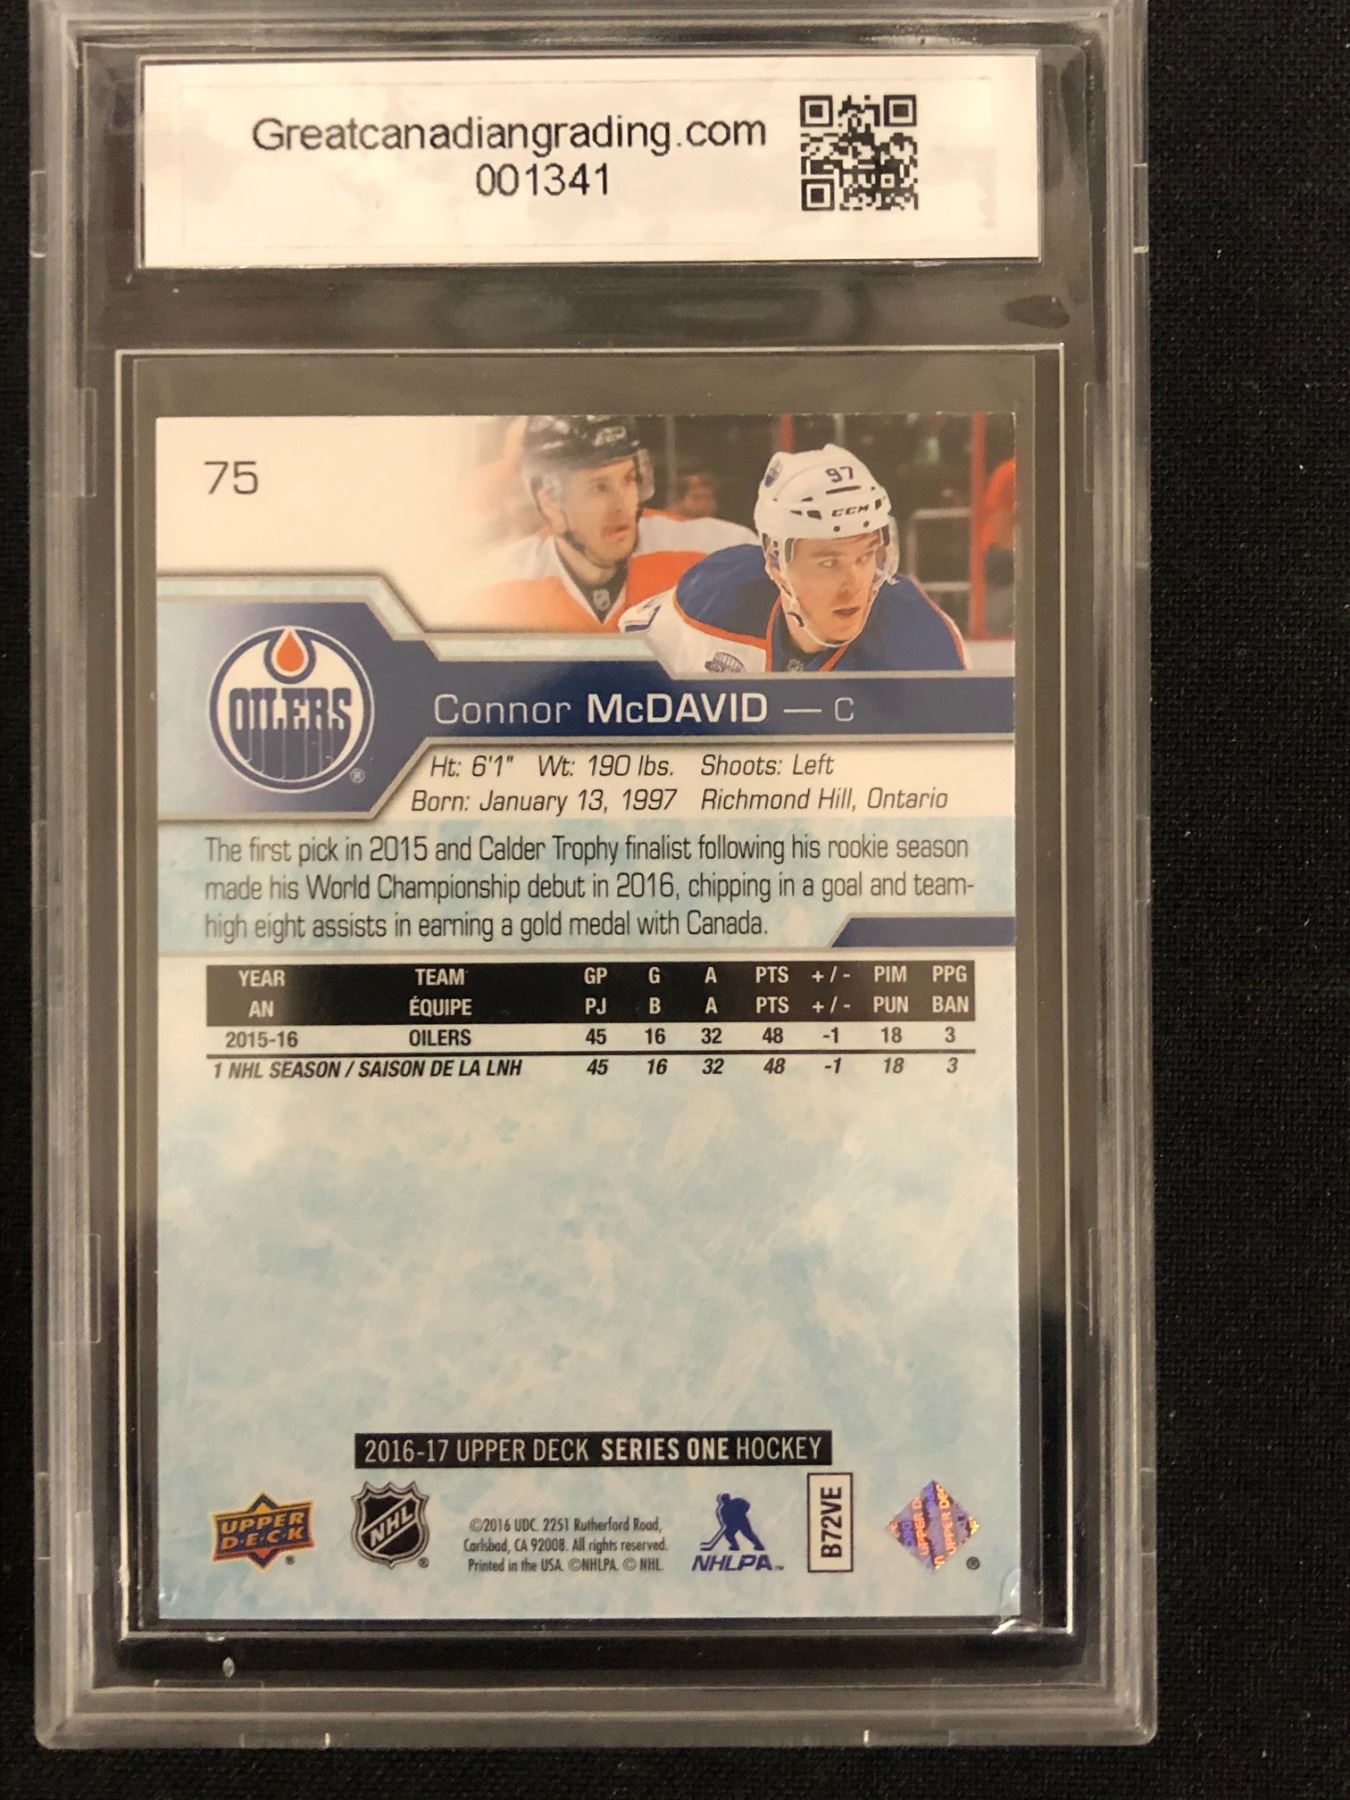 Greatcanadiangrading.com
001341
75
97
CCM
OILERS
®
Connor McDAVID — C
Ht: 6'1" Wt: 190 lbs. Shoots: Left
Born: January 13, 1997 Richmond Hill, Ontario
The first pick in 2015 and Calder Trophy finalist following his rookie season
made his World Championship debut in 2016, chipping in a goal and team-
high eight assists in earning a gold medal with Canada.
YEAR TEAM GP G A PTS +/- PIM PPG
AN ÉQUIPE PJ B A PTS +/- PUN BAN
2015-16 OILERS 45 16 32 48 -1 18 3
1 NHL SEASON / SAISON DE LA LNH 45 16 32 48 -1 18 3
2016-17 UPPER DECK SERIES ONE HOCKEY
UPPER
D·E·C·K
®
NHL
®
©2016 UDC. 2251 Rutherford Road,
Carlsbad, CA 92008. All rights reserved.
Printed in the USA. ©NHLPA. © NHL.
NHLPA™
B72VE
UPPER DEC
®